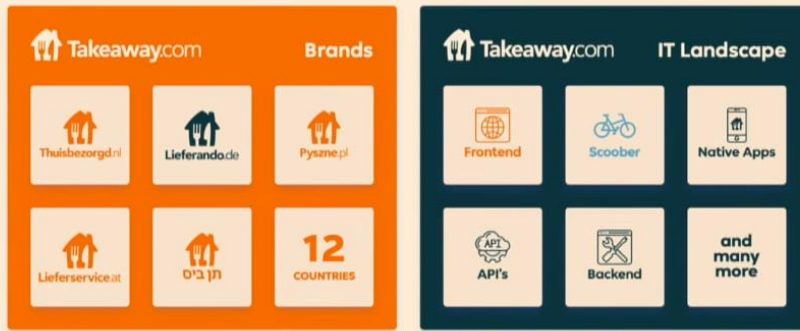 Takeaway.com Brands
Thuisbezorgd.nl
Lieferando.de
Pyszne.pl
Lieferservice.at
תן ביס
12
COUNTRIES
Takeaway.com IT Landscape
Frontend
Scoober
Native Apps
API
API's
Backend
and
many
more